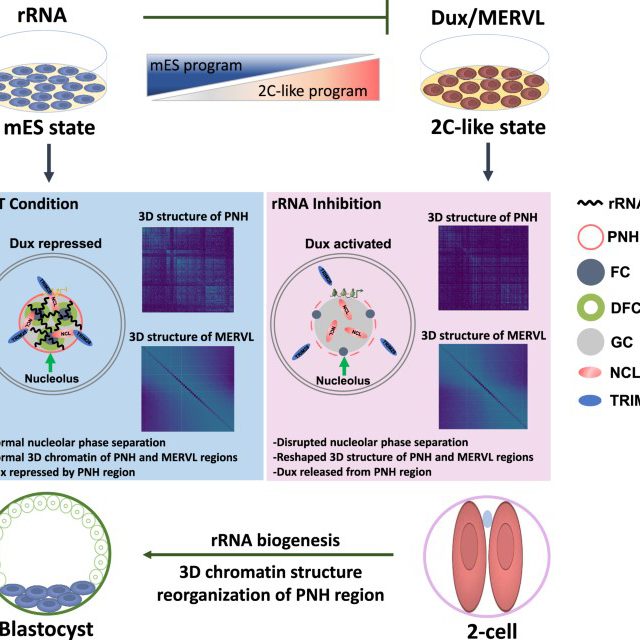 rRNA
Dux/MERVL
mES program
2C-like program
mES state
2C-like state
T Condition
3D structure of PNH
Dux repressed
3D structure of MERVL
NCL
NCL
Nucleolus
ormal nucleolar phase separation
ormal 3D chromatin of PNH and MERVL regions
x repressed by PNH region
rRNA Inhibition
3D structure of PNH
Dux activated
3D structure of MERVL
NCL
NCL
NCL
Nucleolus
-Disrupted nucleolar phase separation
-Reshaped 3D structure of PNH and MERVL regions
-Dux released from PNH region
rRNA
PNH
FC
DFC
GC
NCL
TRIM
rRNA biogenesis
3D chromatin structure
reorganization of PNH region
Blastocyst
2-cell